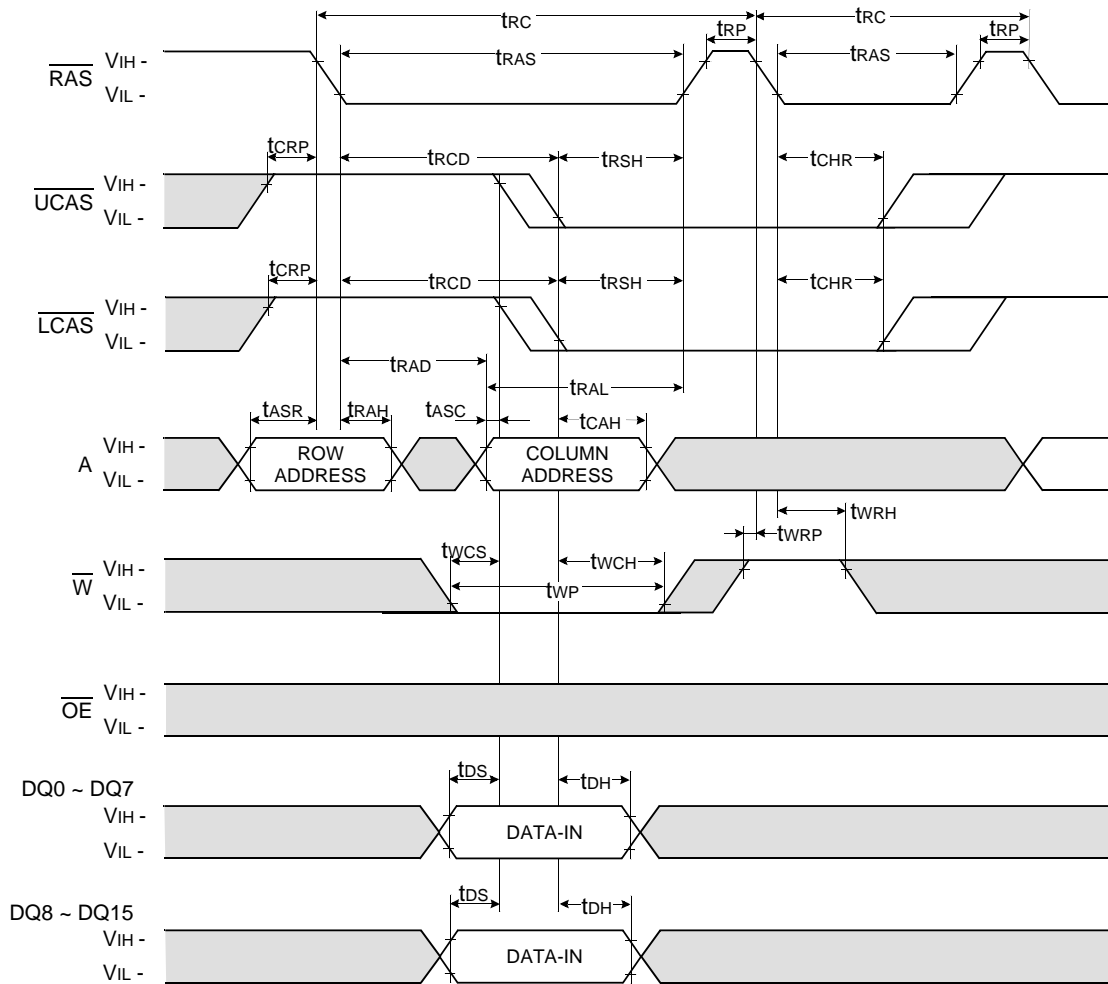 tRC tRC
tRP tRP
tRAS tRAS
RAS VIH -
VIL -
tCRP tRCD tRSH tCHR
UCAS VIH -
VIL -
tCRP tRCD tRSH tCHR
LCAS VIH -
VIL -
tRAD
tRAL
tASR tRAH tASC tCAH
A VIH -
VIL -
ROW
ADDRESS
COLUMN
ADDRESS
tWRH
tWRP
tWCS tWCH
tWP
W VIH -
VIL -
OE VIH -
VIL -
tDS tDH
DQ0 ~ DQ7
VIH -
VIL -
DATA-IN
tDS tDH
DQ8 ~ DQ15
VIH -
VIL -
DATA-IN